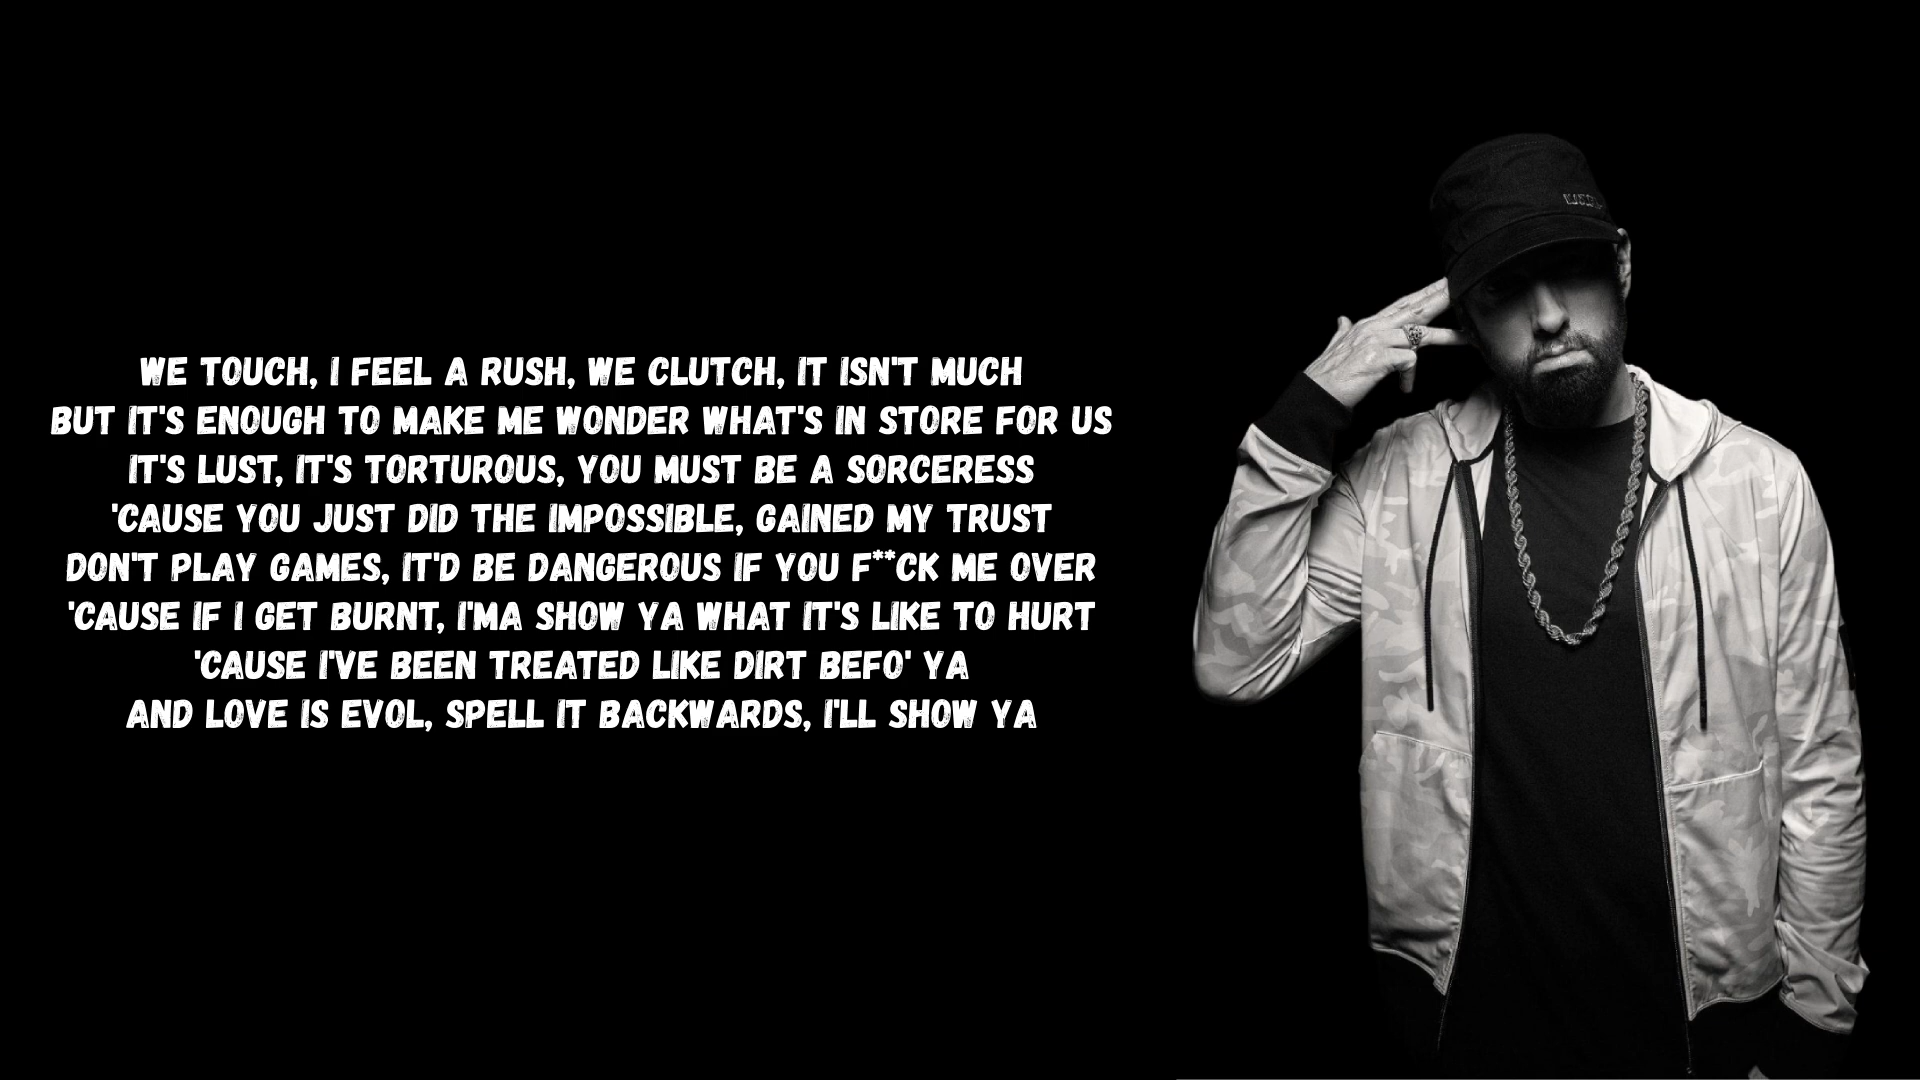 WE TOUCH, I FEEL A RUSH, WE CLUTCH, IT ISN'T MUCH
BUT IT'S ENOUGH TO MAKE ME WONDER WHAT'S IN STORE FOR US
IT'S LUST, IT'S TORTUROUS, YOU MUST BE A SORCERESS
'CAUSE YOU JUST DID THE IMPOSSIBLE, GAINED MY TRUST
DON'T PLAY GAMES, IT'D BE DANGEROUS IF YOU F**CK ME OVER
'CAUSE IF I GET BURNT, I'MA SHOW YA WHAT IT'S LIKE TO HURT
'CAUSE I'VE BEEN TREATED LIKE DIRT BEFO' YA
AND LOVE IS EVOL, SPELL IT BACKWARDS, I'LL SHOW YA